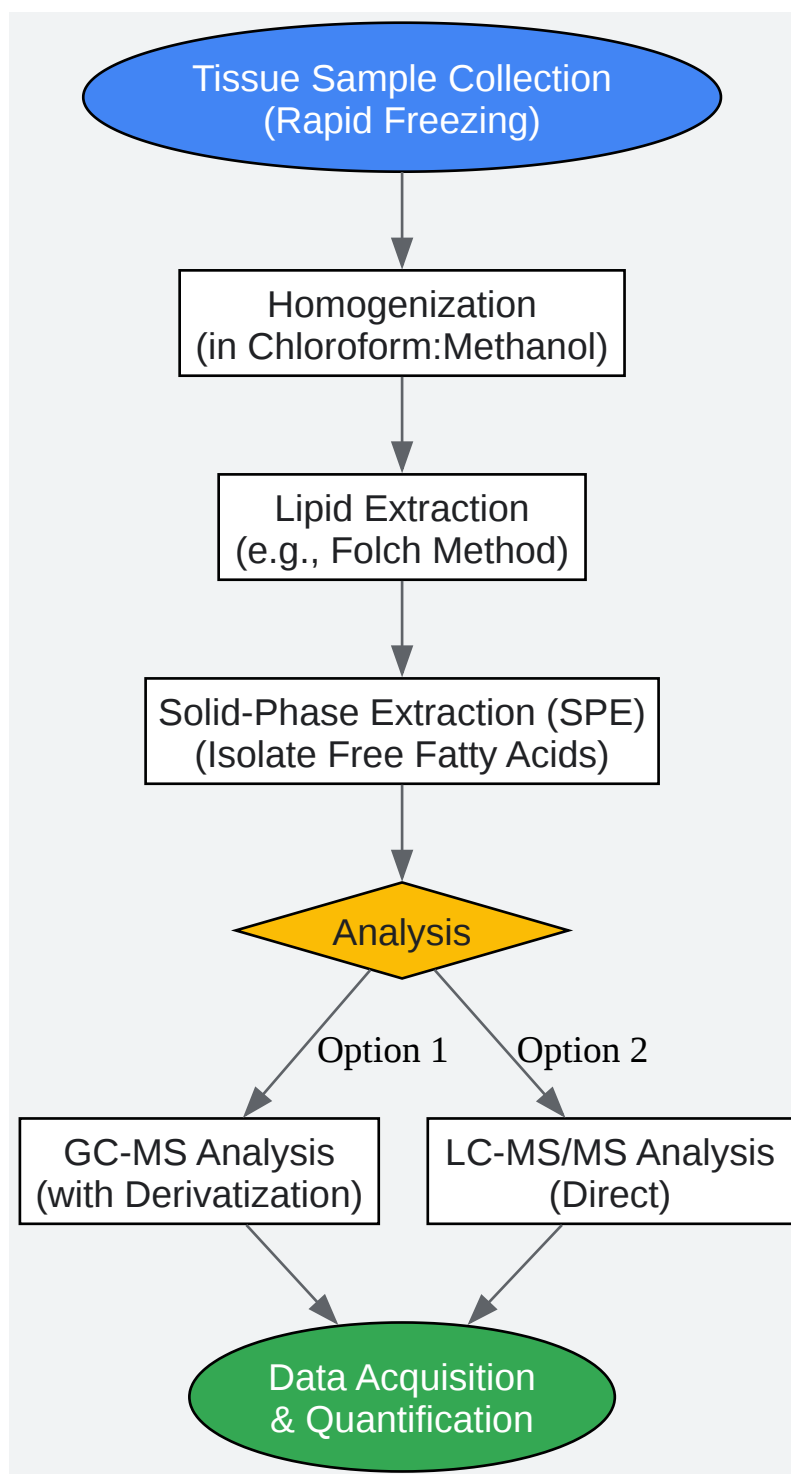 Tissue Sample Collection
(Rapid Freezing)
Homogenization
(in Chloroform:Methanol)
Lipid Extraction
(e.g., Folch Method)
Solid-Phase Extraction (SPE)
(Isolate Free Fatty Acids)
Analysis
Option 1
Option 2
GC-MS Analysis
(with Derivatization)
LC-MS/MS Analysis
(Direct)
Data Acquisition
& Quantification